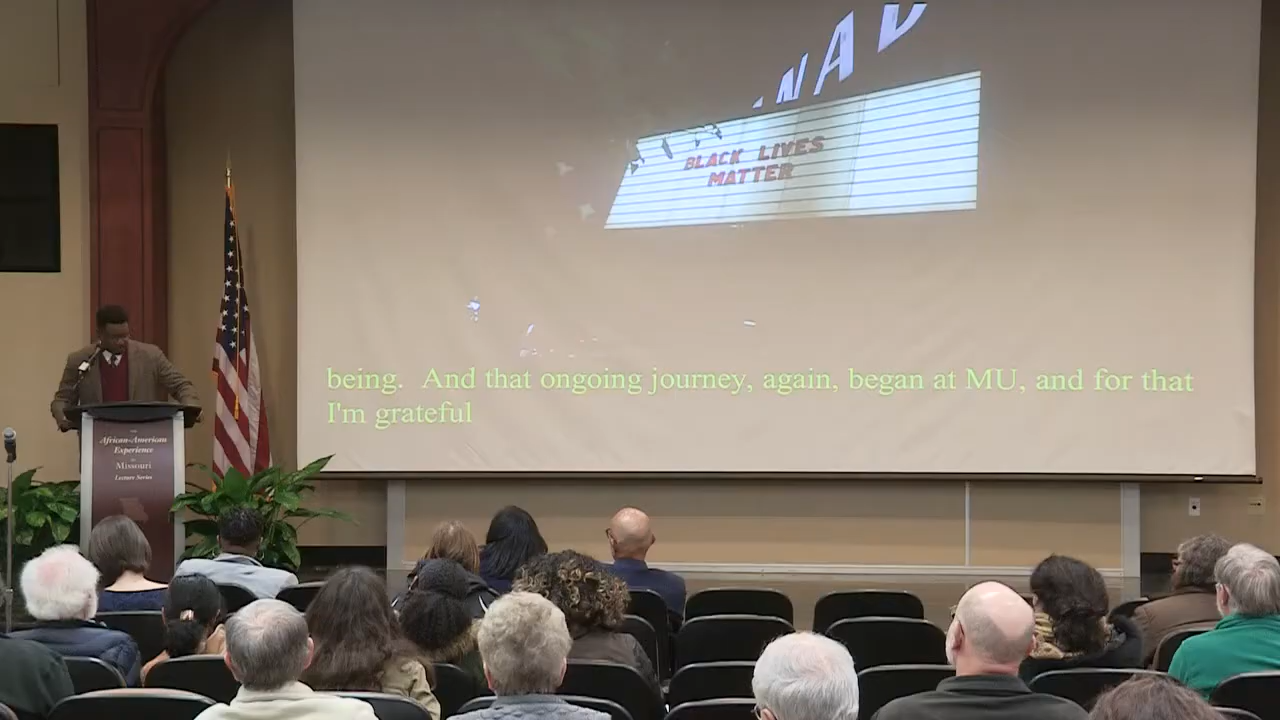 NAD
BLACK LIVES
MATTER
being. And that ongoing journey, again, began at MU, and for that
I'm grateful
African-American
Experience
Missouri
Lecture Series